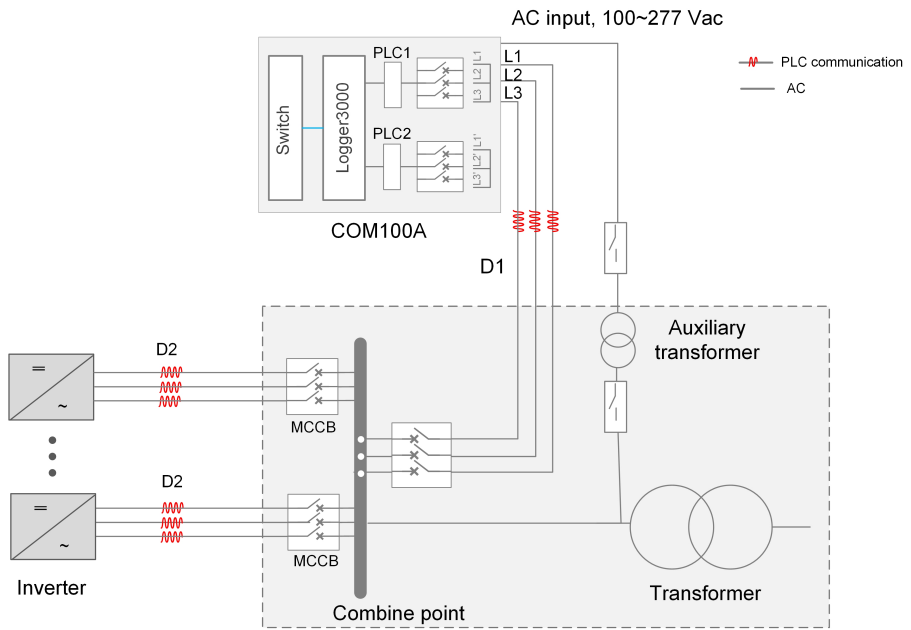 AC input, 100~277 Vac
PLC communication
AC
Switch
Logger3000
PLC1
L1
L2
L3
L1
L2
L3
PLC2
L1'
L2'
L3'
COM100A
D1
Auxiliary
transformer
D2
=
~
MCCB
D2
=
~
MCCB
Inverter
Combine point
Transformer